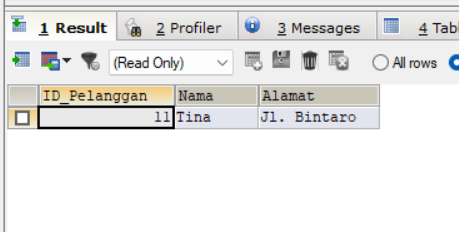 1 Result 2 Profiler 3 Messages 4 Tabl
(Read Only) All rows
ID_Pelanggan Nama Alamat
11 Tina Jl. Bintaro